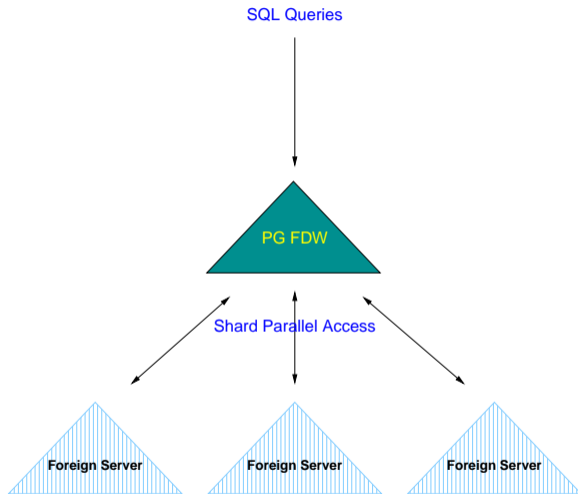 SQL Queries
PG FDW
Shard Parallel Access
Foreign Server
Foreign Server
Foreign Server